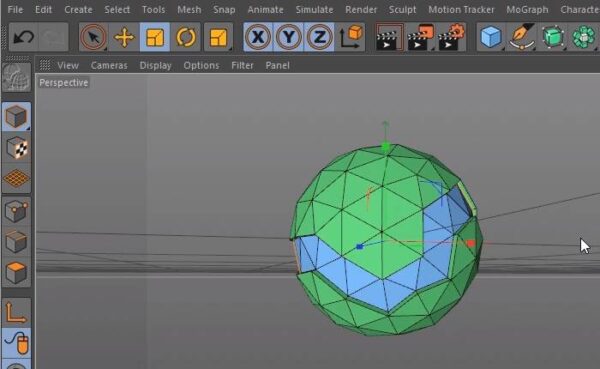 File Edit Create Select Tools Mesh Snap Animate Simulate Render Sculpt Motion Tracker MoGraph Characte
X Y Z
View Cameras Display Options Filter Panel
Perspective